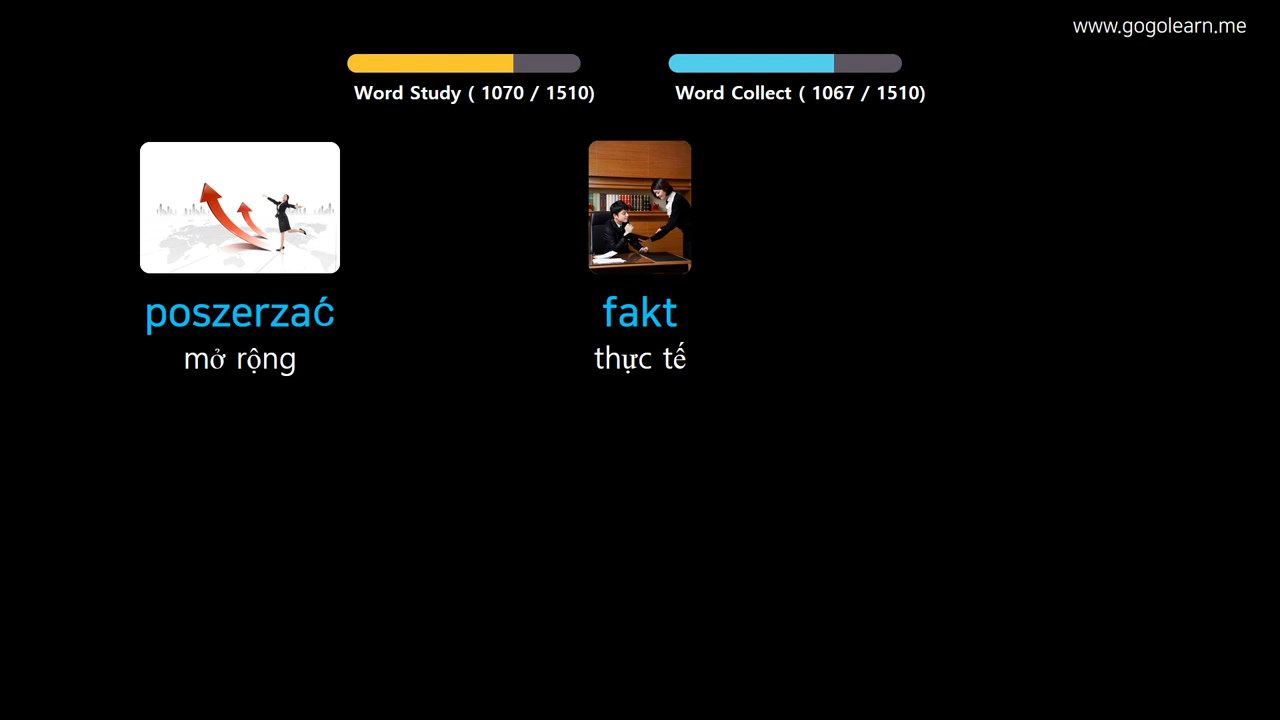 www.gogolearn.me
Word Study ( 1070 / 1510)
Word Collect ( 1067 / 1510)
poszerzać
mở rộng
fakt
thực tế